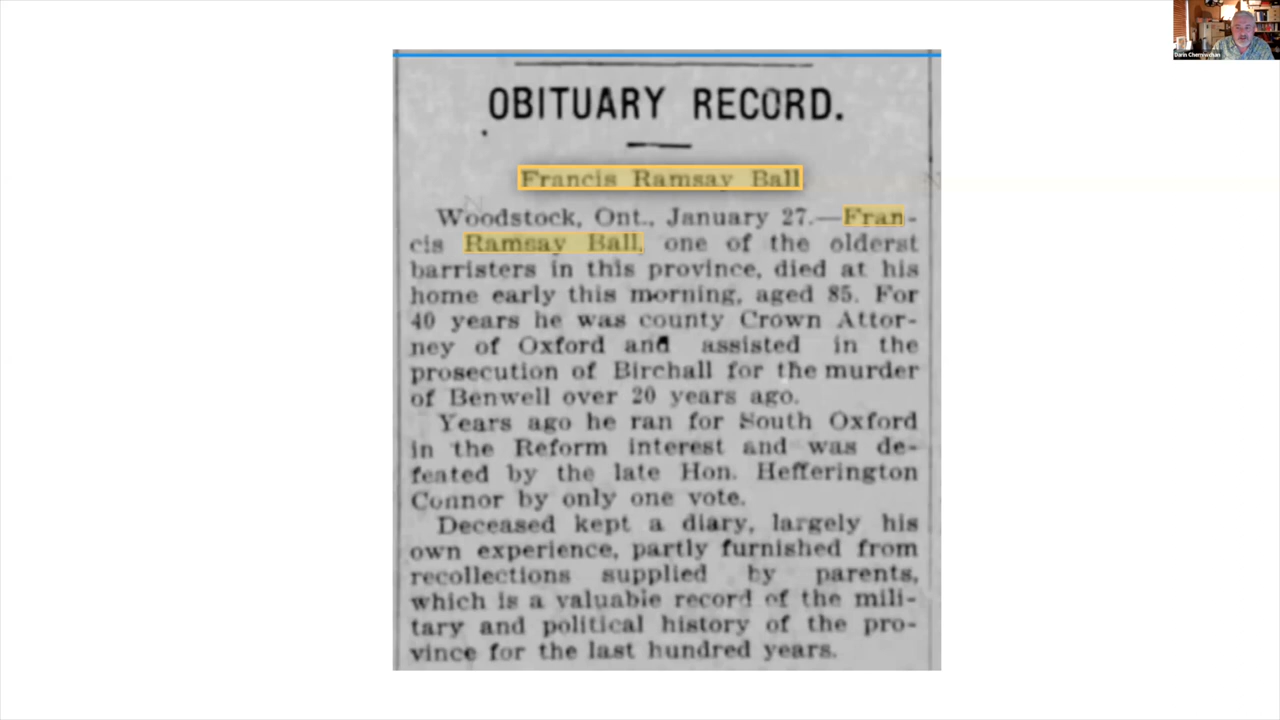 OBITUARY RECORD.
Francis Ramsay Ball
Woodstock, Ont., January 27.—Fran-
cis Ramsay Ball, one of the olderst
barristers in this province, died at his
home early this morning, aged 85. For
40 years he was county Crown Attor-
ney of Oxford and assisted in the
prosecution of Birchall for the murder
of Benwell over 20 years ago.
Years ago he ran for South Oxford
in the Reform interest and was de-
feated by the late Hon. Hefferington
Connor by only one vote.
Deceased kept a diary, largely his
own experience, partly furnished from
recollections supplied by parents,
which is a valuable record of the mili-
tary and political history of the pro-
vince for the last hundred years.